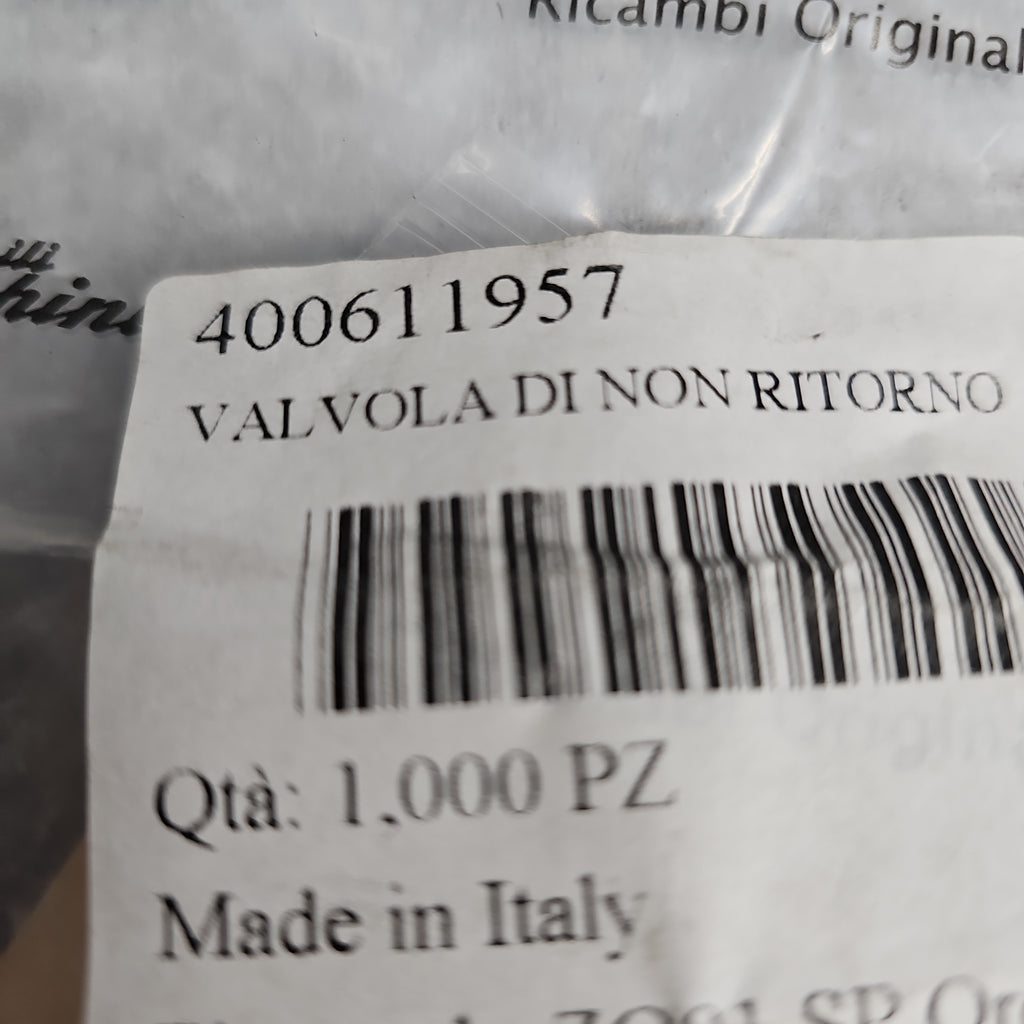 Ricambi Original
400611957
VALVOLA DI NON RITORNO
Qtà: 1,000 PZ
Made in Italy